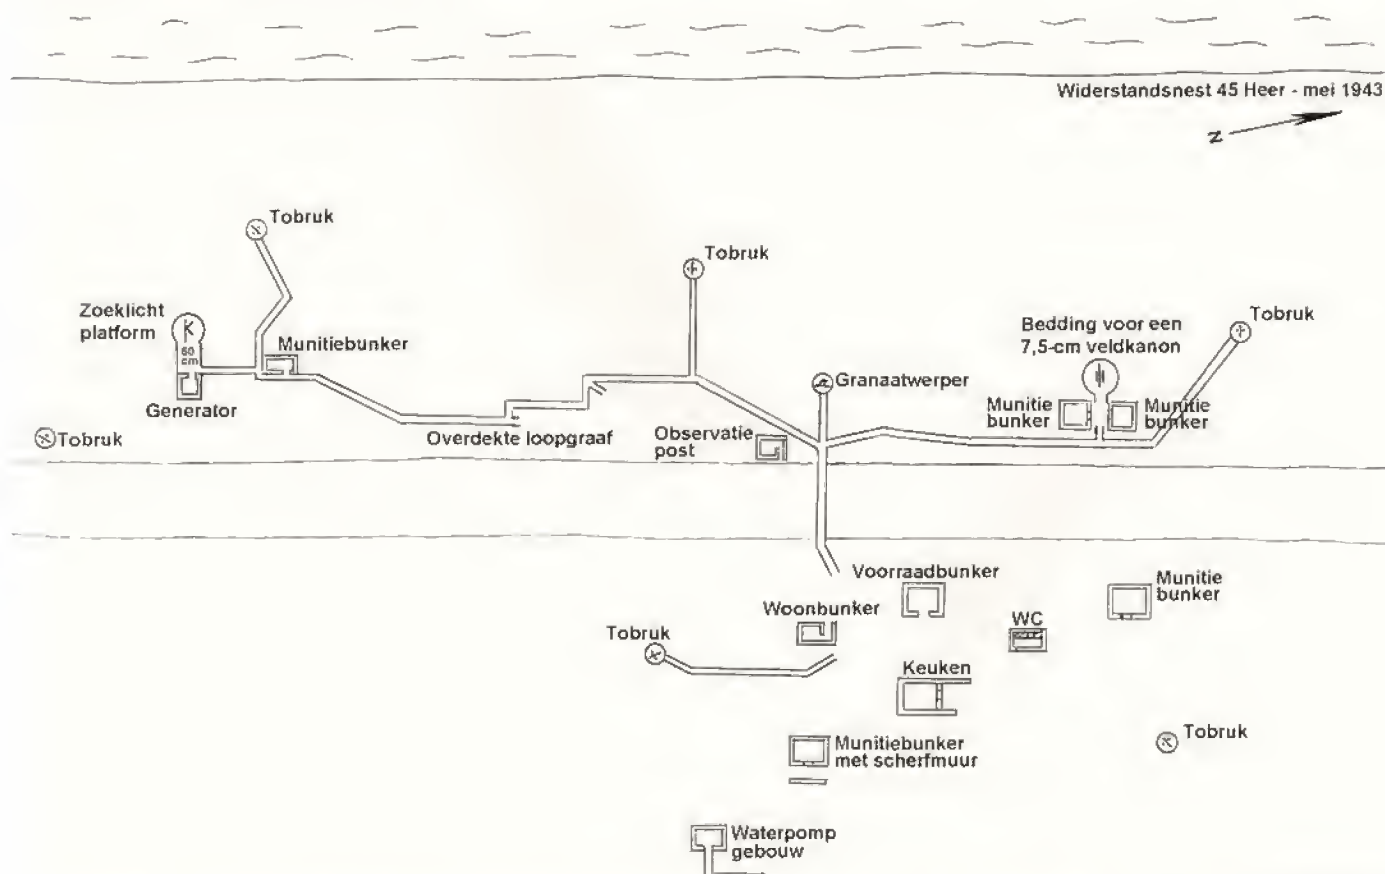 Widerstandsnest 45 Heer - mei 1943
Z
Tobruk
Tobruk
Zoeklicht
platform
K
60
cm
Munitiebunker
Generator
Tobruk
Overdekte loopgraaf
Observatie
post
Granaatwerper
Bedding voor een
7,5-cm veldkanon
Tobruk
Munitie
bunker
Munitie
bunker
Voorraadbunker
Munitie
bunker
Woonbunker
WC
Tobruk
Keuken
Munitiebunker
met scherfmuur
Tobruk
Waterpomp
gebouw